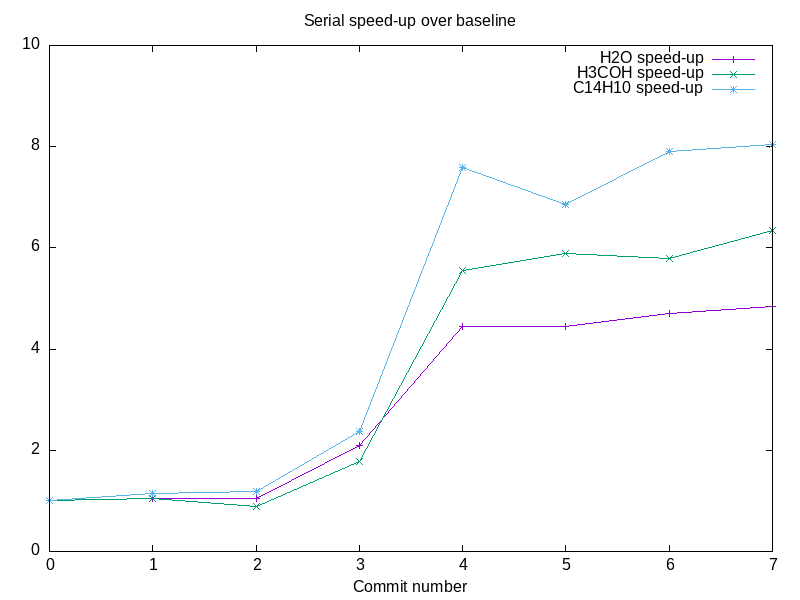 Serial speed-up over baseline
H2O speed-up
H3COH speed-up
C14H10 speed-up
10
8
6
4
2
0
0 1 2 3 4 5 6 7
Commit number